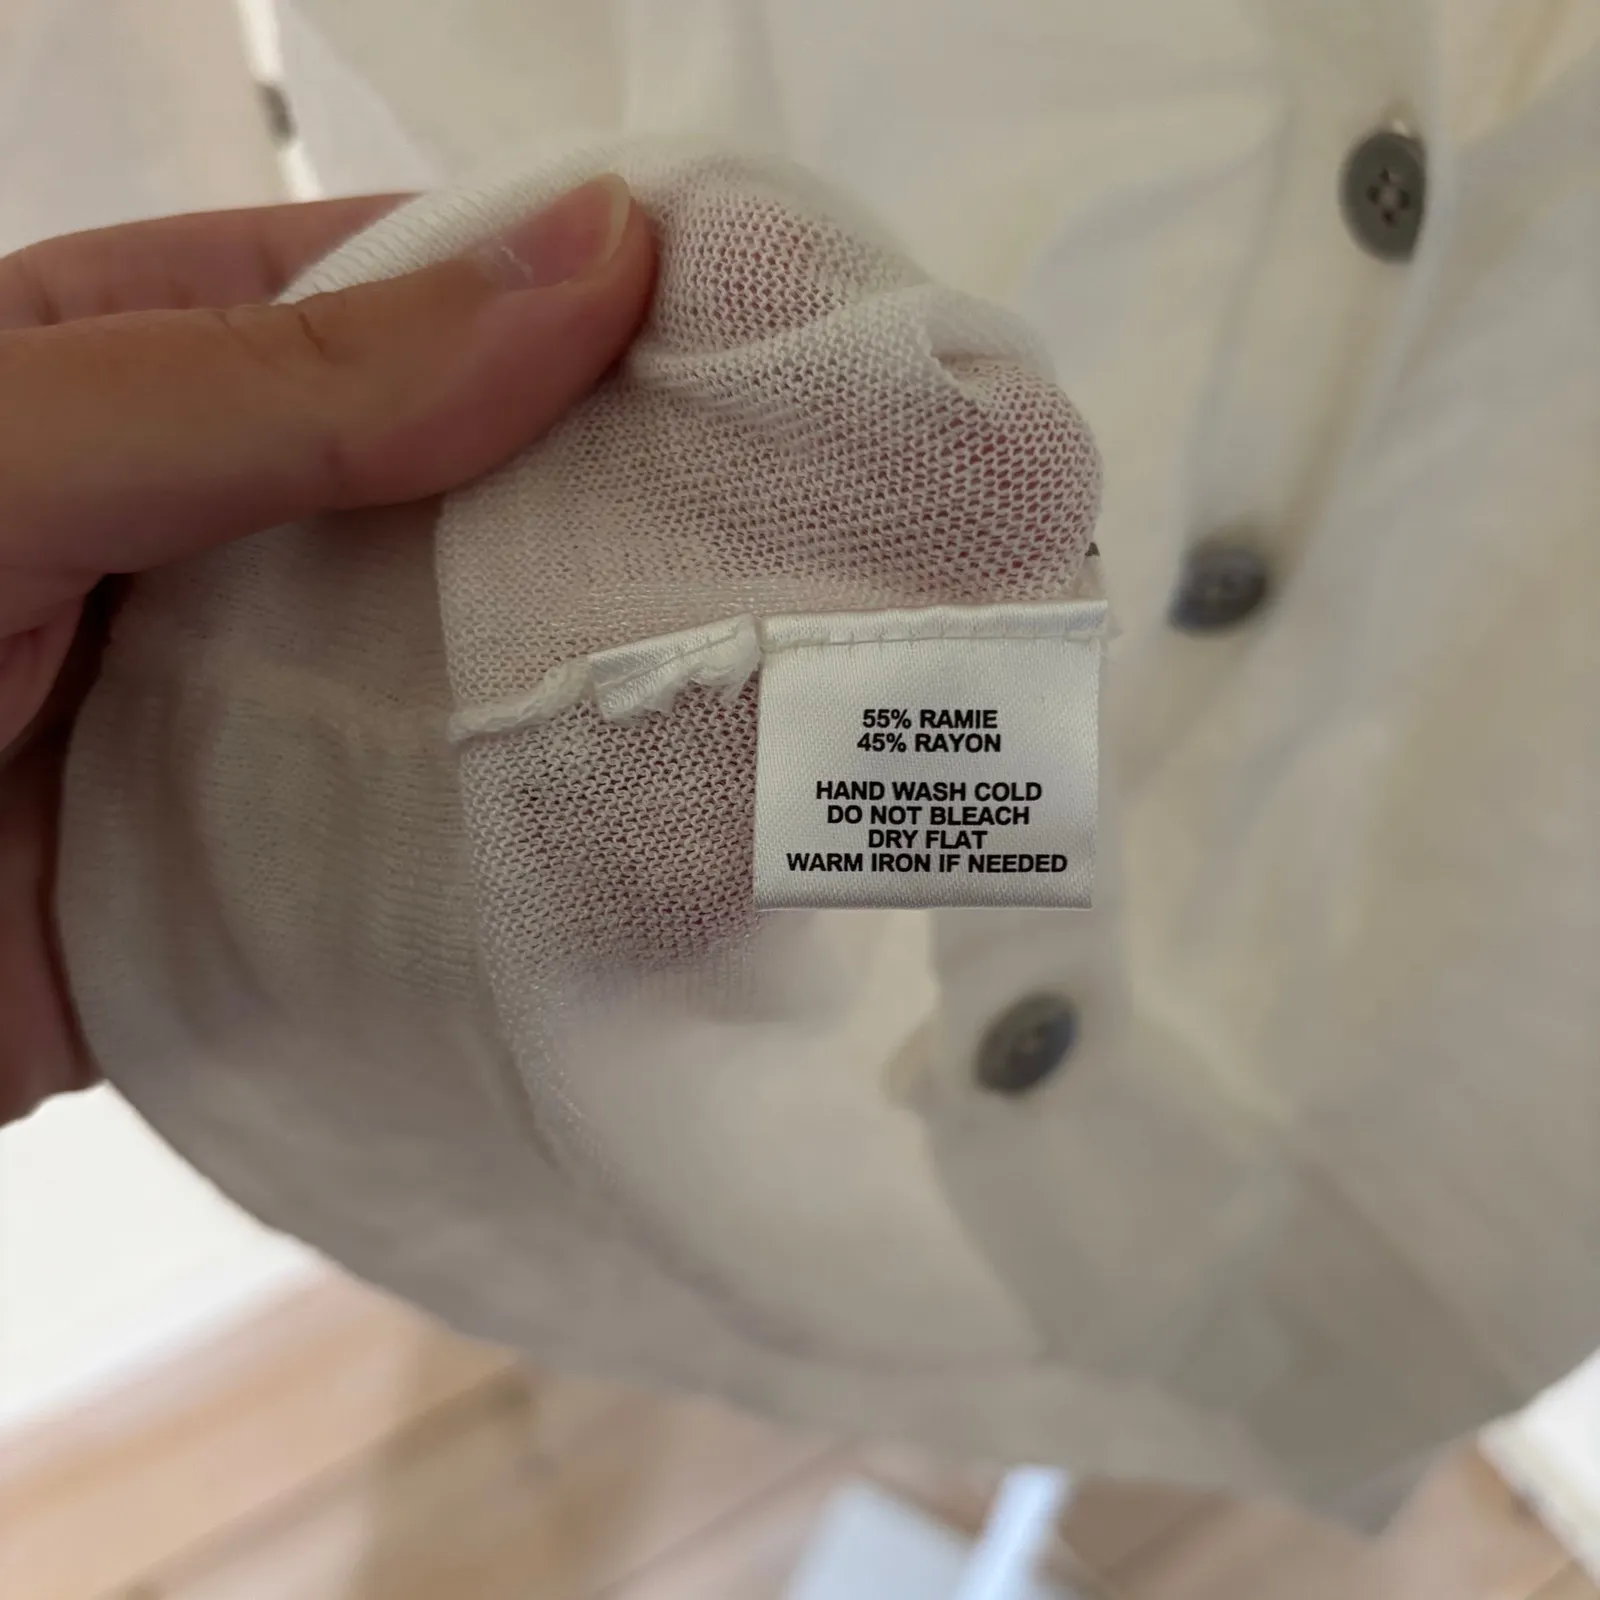 55% RAMIE
45% RAYON
HAND WASH COLD
DO NOT BLEACH
DRY FLAT
WARM IRON IF NEEDED